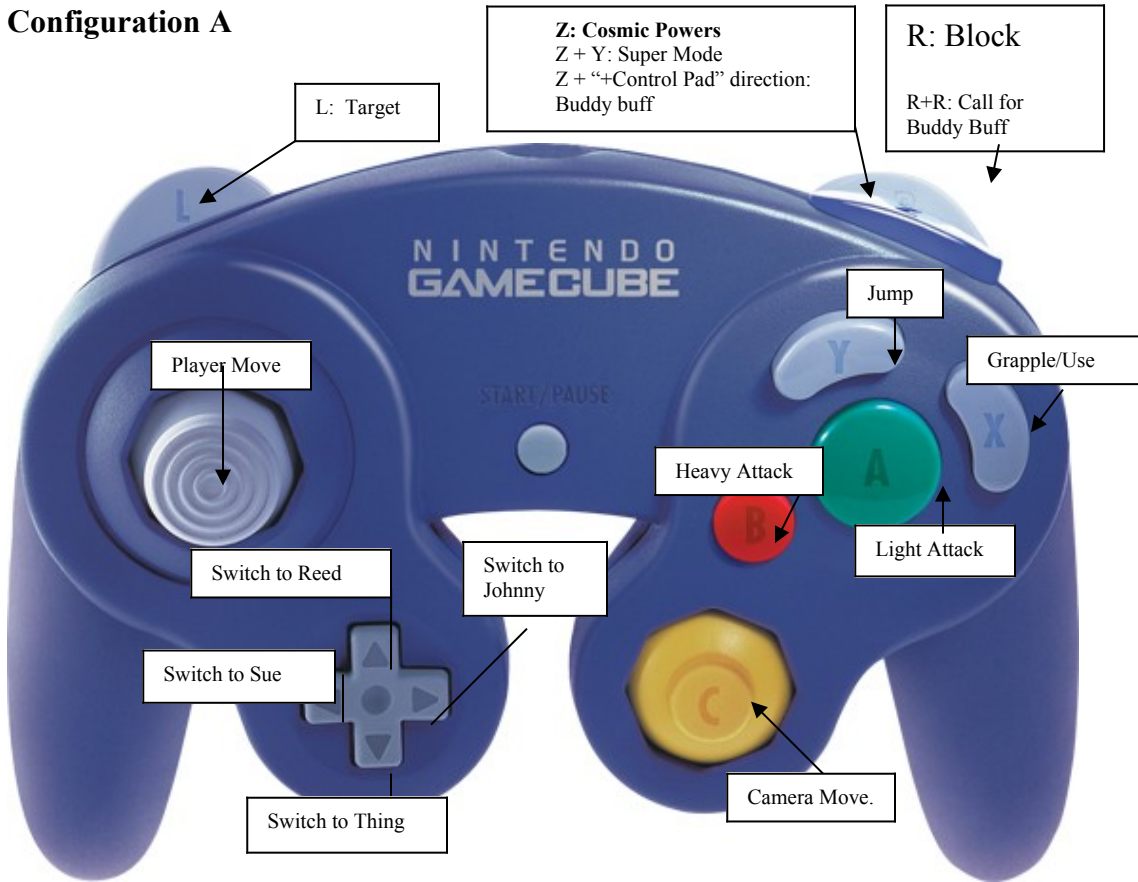 Configuration A
Z: Cosmic Powers
Z + Y: Super Mode
Z + “+Control Pad” direction:
Buddy buff
R: Block
R+R: Call for
Buddy Buff
L: Target
L
NINTENDO
GAMECUBE
Jump
Player Move
Y
Grapple/Use
START/PAUSE
X
A
Heavy Attack
B
Light Attack
Switch to Reed
Switch to
Johnny
Switch to Sue
C
Camera Move.
Switch to Thing